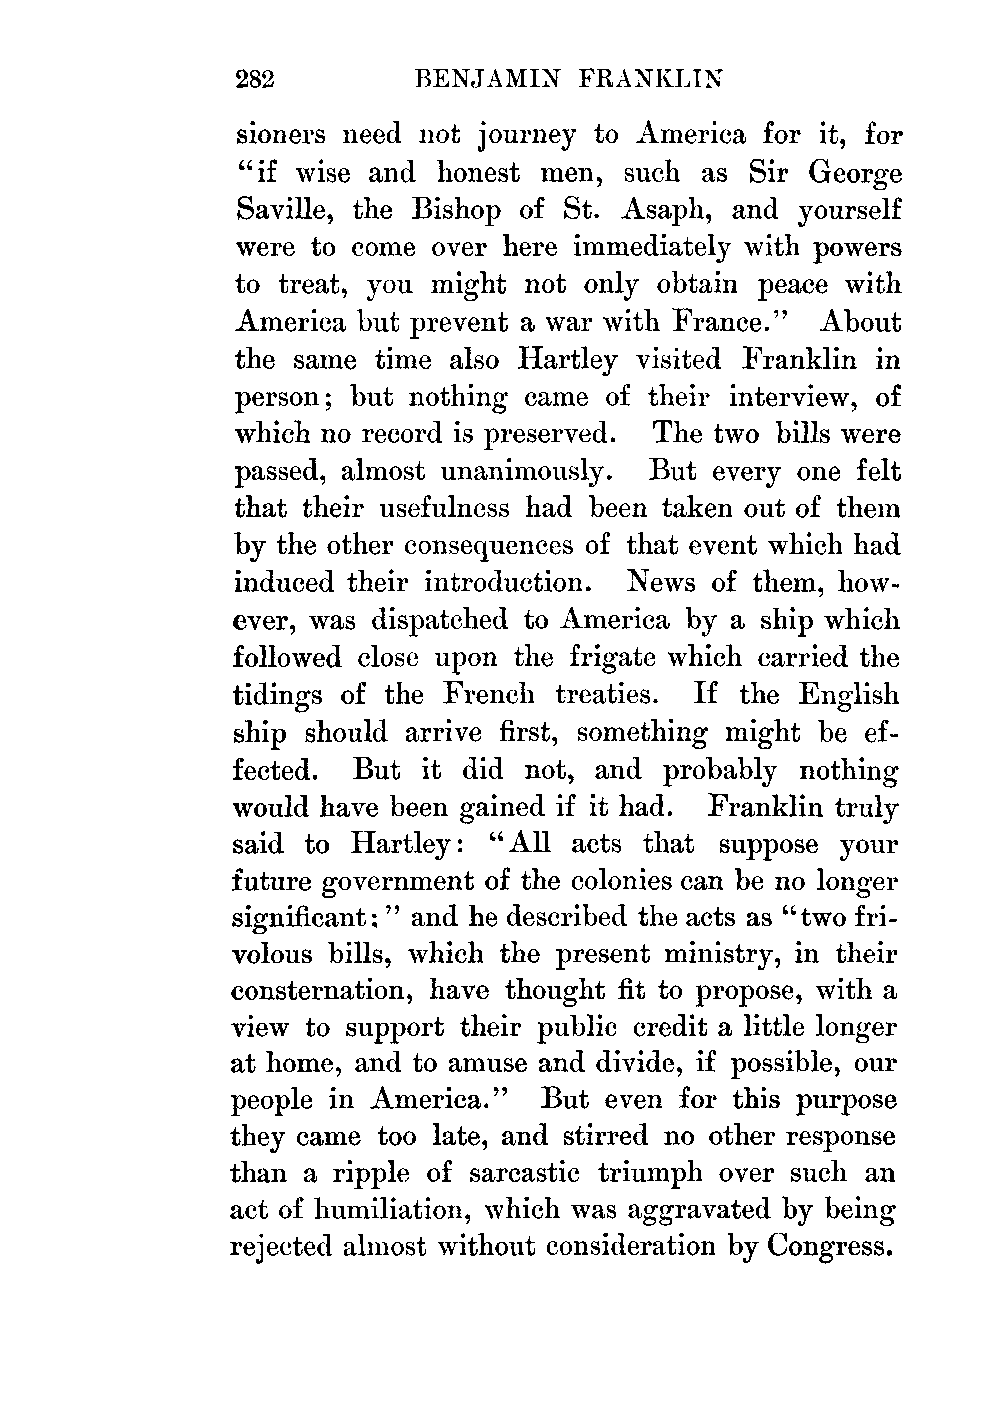 282 BENJAMIN FRANKLIN
sioners need not journey to America for it, for
“if wise and honest men, such as Sir George
Saville, the Bishop of St. Asaph, and yourself
were to come over here immediately with powers
to treat, you might not only obtain peace with
America but prevent a war with France.” About
the same time also Hartley visited Franklin in
person; but nothing came of their interview, of
which no record is preserved. The two bills were
passed, almost unanimously. But every one felt
that their usefulness had been taken out of them
by the other consequences of that event which had
induced their introduction. News of them, how-
ever, was dispatched to America by a ship which
followed close upon the frigate which carried the
tidings of the French treaties. If the English
ship should arrive first, something might be ef-
fected. But it did not, and probably nothing
would have been gained if it had. Franklin truly
said to Hartley: “All acts that suppose your
future government of the colonies can be no longer
significant;” and he described the acts as “two fri-
volous bills, which the present ministry, in their
consternation, have thought fit to propose, with a
view to support their public credit a little longer
at home, and to amuse and divide, if possible, our
people in America.” But even for this purpose
they came too late, and stirred no other response
than a ripple of sarcastic triumph over such an
act of humiliation, which was aggravated by being
rejected almost without consideration by Congress.